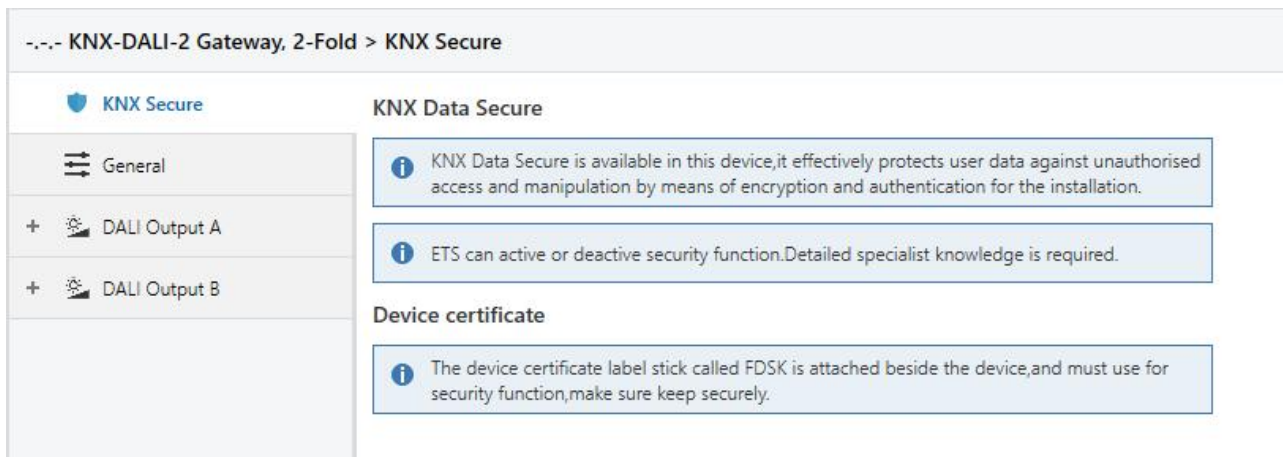 -.-.- KNX-DALI-2 Gateway, 2-Fold > KNX Secure
KNX Secure
General
+ DALI Output A
+ DALI Output B
KNX Data Secure
KNX Data Secure is available in this device,it effectively protects user data against unauthorised
access and manipulation by means of encryption and authentication for the installation.
ETS can active or deactive security function.Detailed specialist knowledge is required.
Device certificate
The device certificate label stick called FDSK is attached beside the device,and must use for
security function,make sure keep securely.